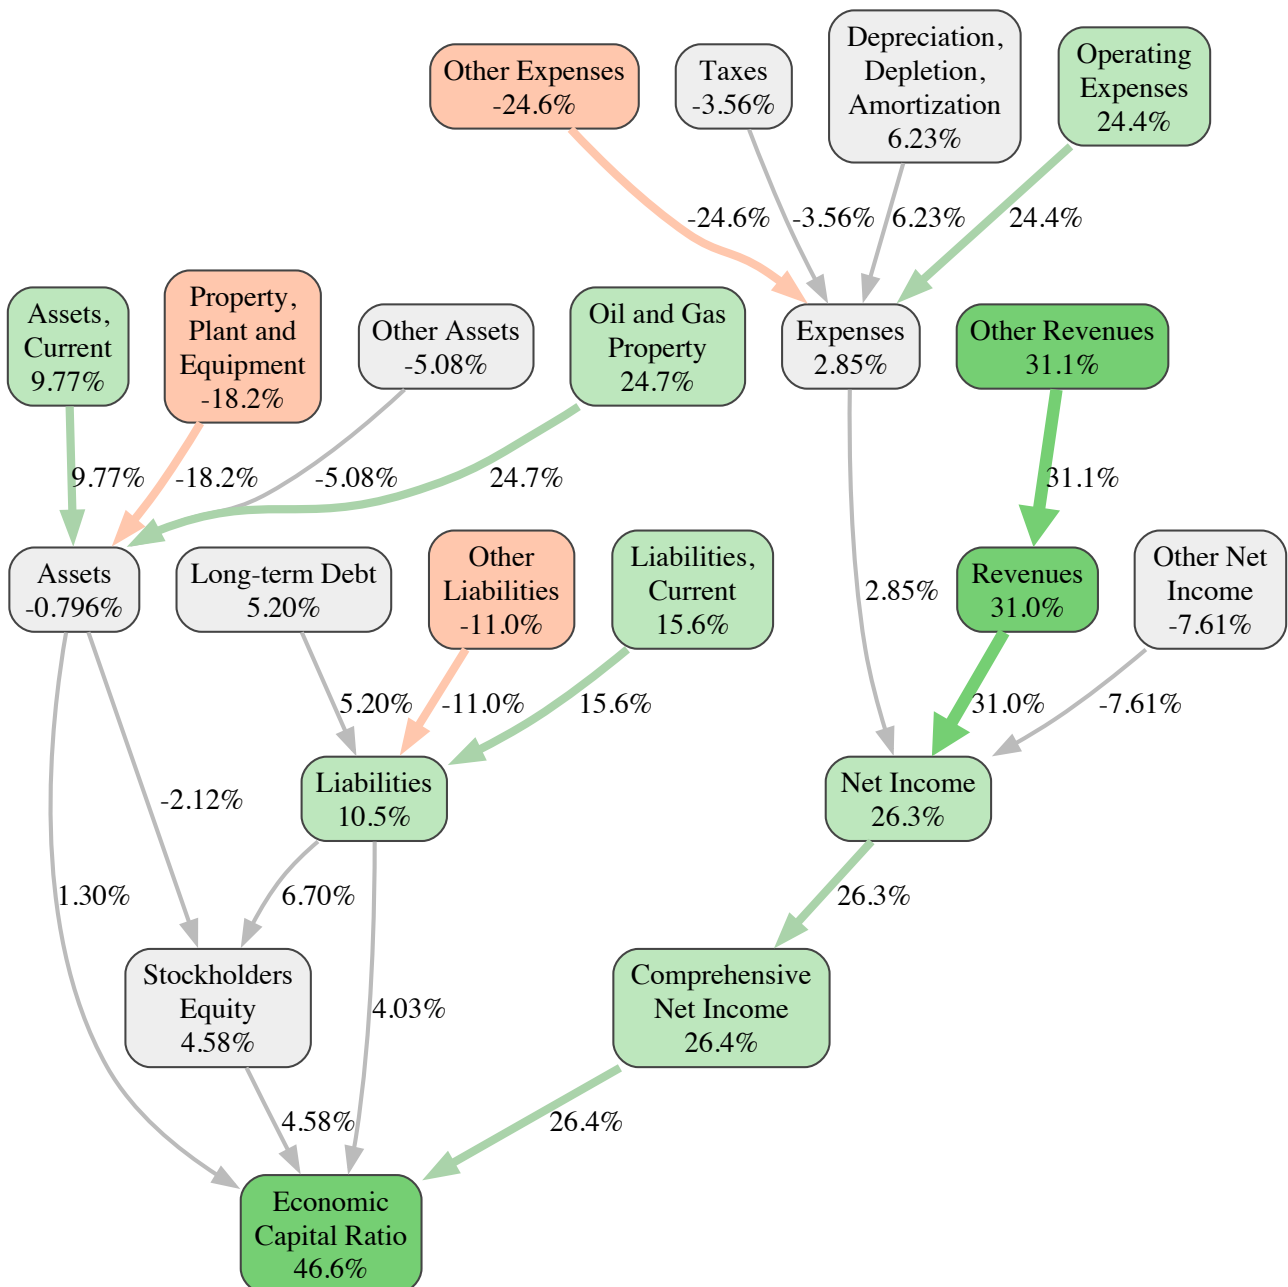 Other Expenses
-24.6%
Taxes
-3.56%
Depreciation,
Depletion,
Amortization
6.23%
Operating
Expenses
24.4%
-24.6%
-3.56%
6.23%
24.4%
Assets,
Current
9.77%
Property,
Plant and
Equipment
-18.2%
Other Assets
-5.08%
Oil and Gas
Property
24.7%
Expenses
2.85%
Other Revenues
31.1%
9.77%
-18.2%
-5.08%
24.7%
31.1%
Assets
-0.796%
Long-term Debt
5.20%
Other
Liabilities
-11.0%
Liabilities,
Current
15.6%
2.85%
Revenues
31.0%
Other Net
Income
-7.61%
5.20%
-11.0%
15.6%
31.0%
-7.61%
-2.12%
Liabilities
10.5%
Net Income
26.3%
1.30%
6.70%
26.3%
Stockholders
Equity
4.58%
4.03%
Comprehensive
Net Income
26.4%
4.58%
26.4%
Economic
Capital Ratio
46.6%